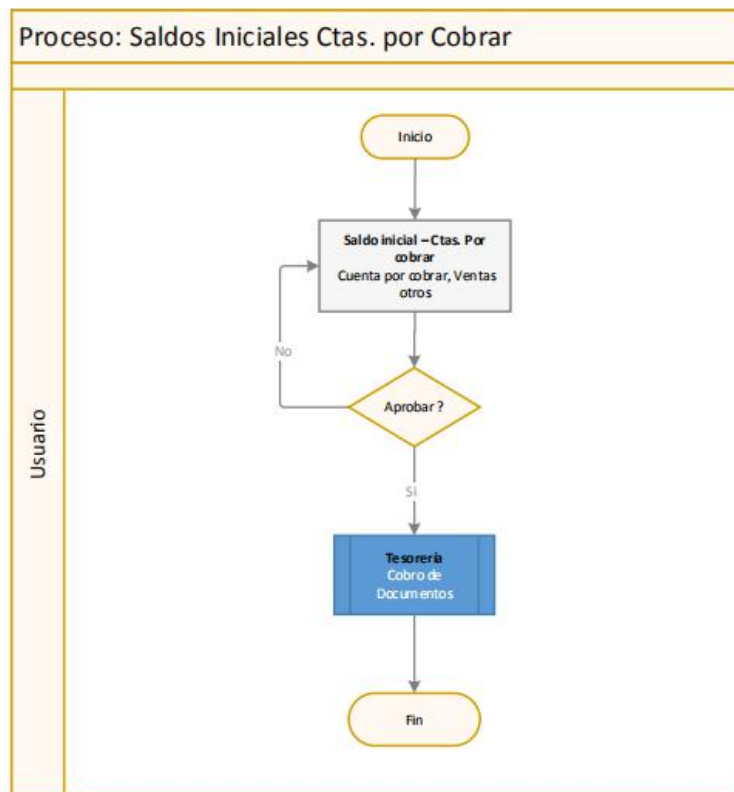 Proceso: Saldos Iniciales Ctas. por Cobrar
Inicio
Saldo inicial – Ctas. Por
cobrar
Cuenta por cobrar, Ventas
otros
No
Aprobar ?
Usuario
Sí
Tesorería
Cobro de
Documentos
Fin